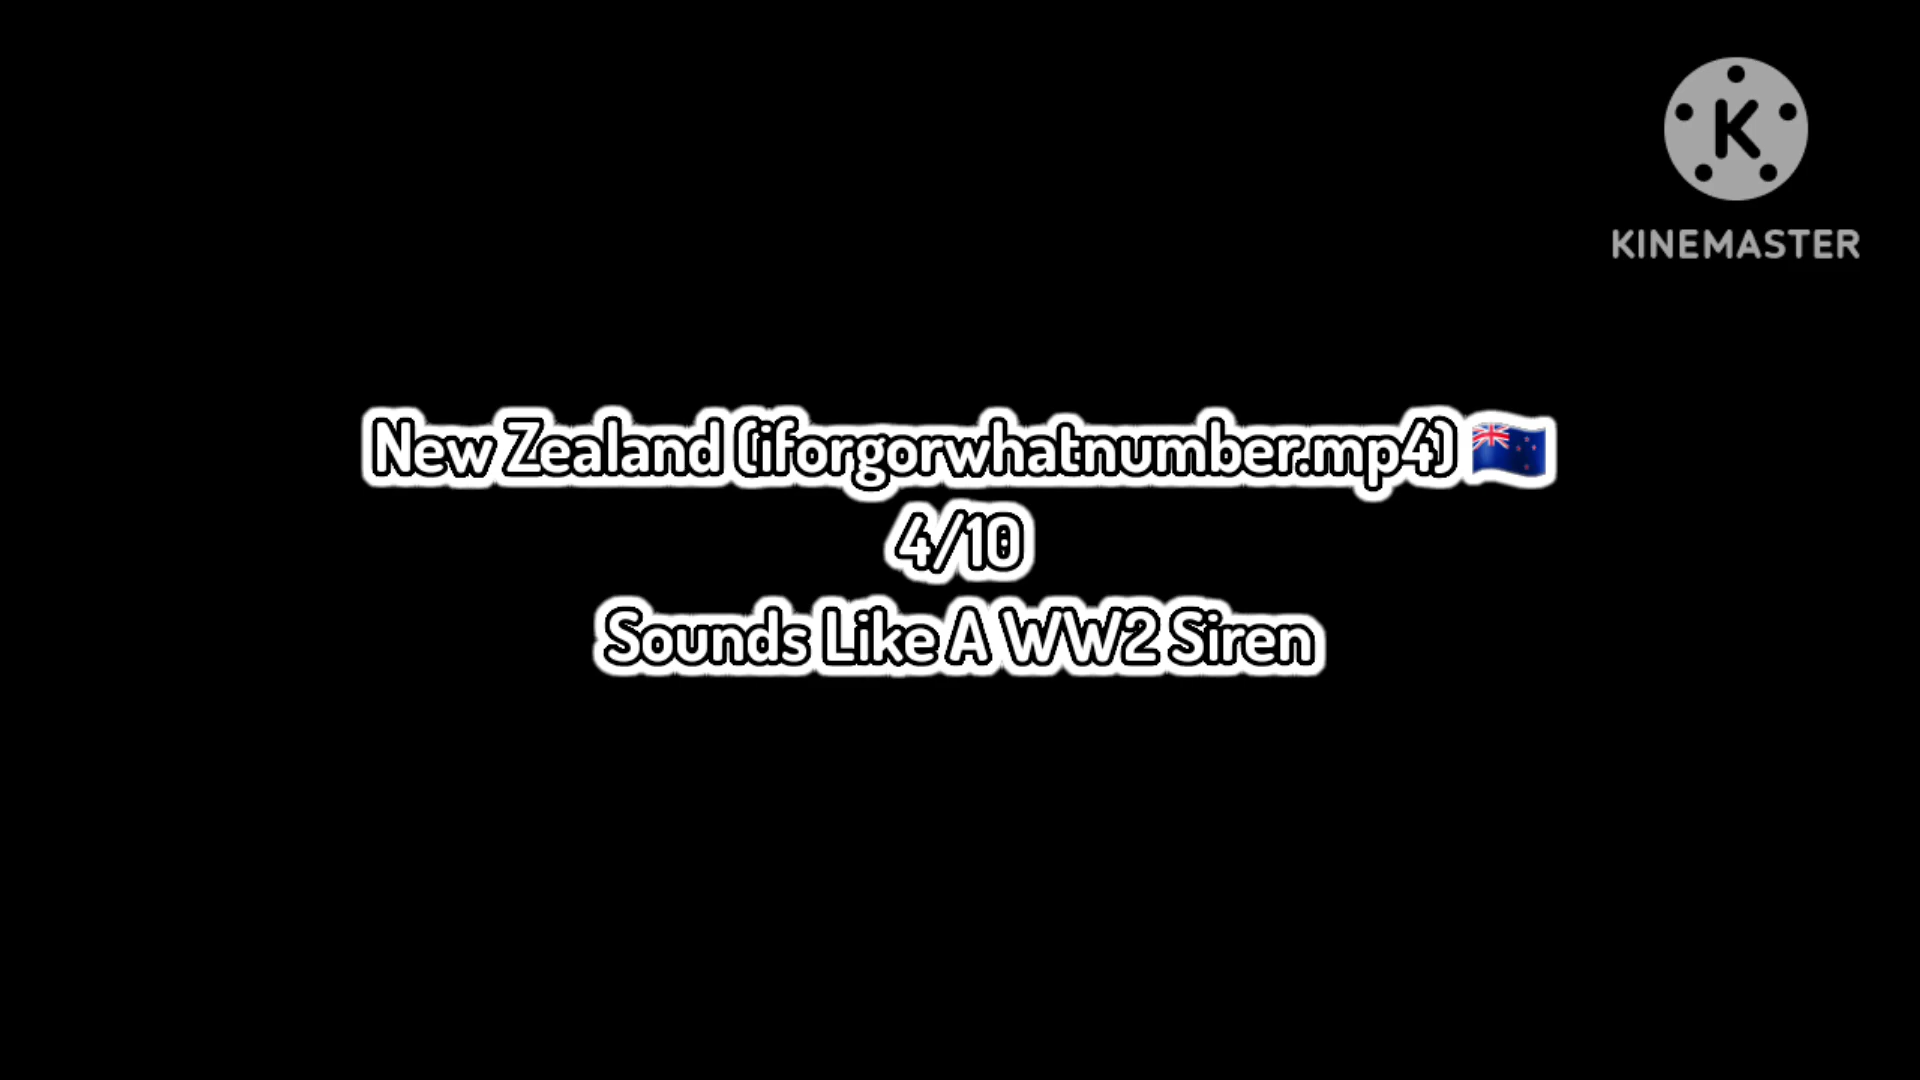 K
KINEMASTER
New Zealand (iforgorwhatnumber.mp4) 🇳🇿
4/10
Sounds Like A WW2 Siren